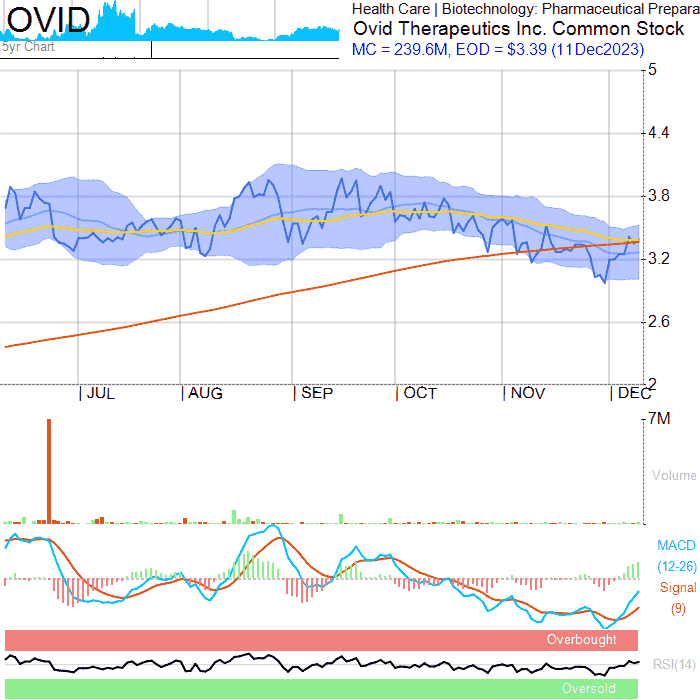 OVID
5yr Chart
Health Care | Biotechnology: Pharmaceutical Prepara
Ovid Therapeutics Inc. Common Stock
MC = 239.6M, EOD = $3.39 (11Dec2023)
5
4.4
3.8
3.2
2.6
2
| JUL | AUG | SEP | OCT | NOV | DEC
7M
Volume
MACD
(12-26)
Signal
(9)
Overbought
RSI(14)
Oversold